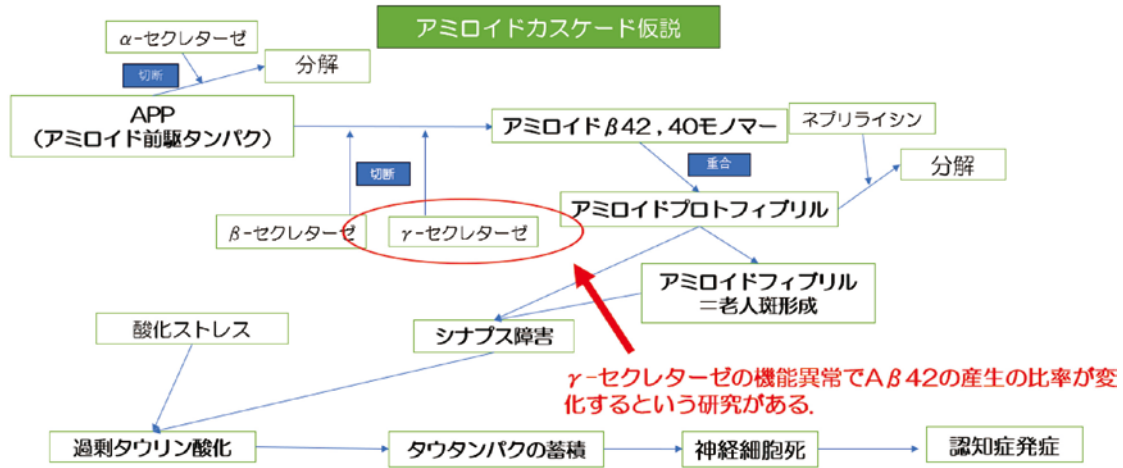 アミロイドカスケード仮説
α-セクレターゼ
切断
分解
APP
(アミロイド前駆タンパク)
アミロイドβ42,40モノマー
ネプリライシン
切断
重合
分解
アミロイドプロトフィブリル
β-セクレターゼ
γ-セクレターゼ
アミロイドフィブリル
=老人斑形成
酸化ストレス
シナプス障害
γ-セクレターゼの機能異常でAβ42の産生の比率が変
化するという研究がある.
過剰タウリン酸化
タウタンパクの蓄積
神経細胞死
認知症発症